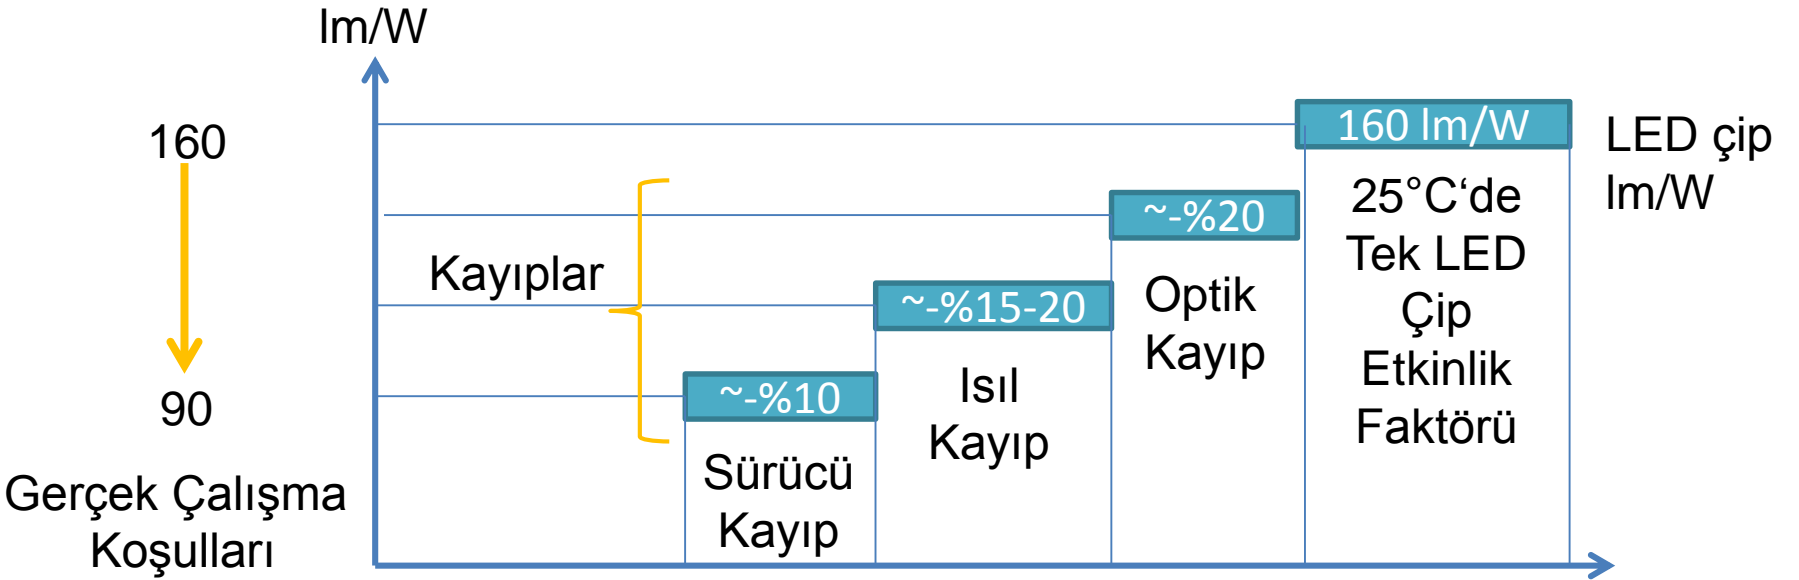 lm/W
160
90
Gerçek Çalışma
Koşulları
Kayıplar
~-%10
Sürücü
Kayıp
~-%15-20
Isıl
Kayıp
~-%20
Optik
Kayıp
160 lm/W
25°C‘de
Tek LED
Çip
Etkinlik
Faktörü
LED çip
lm/W